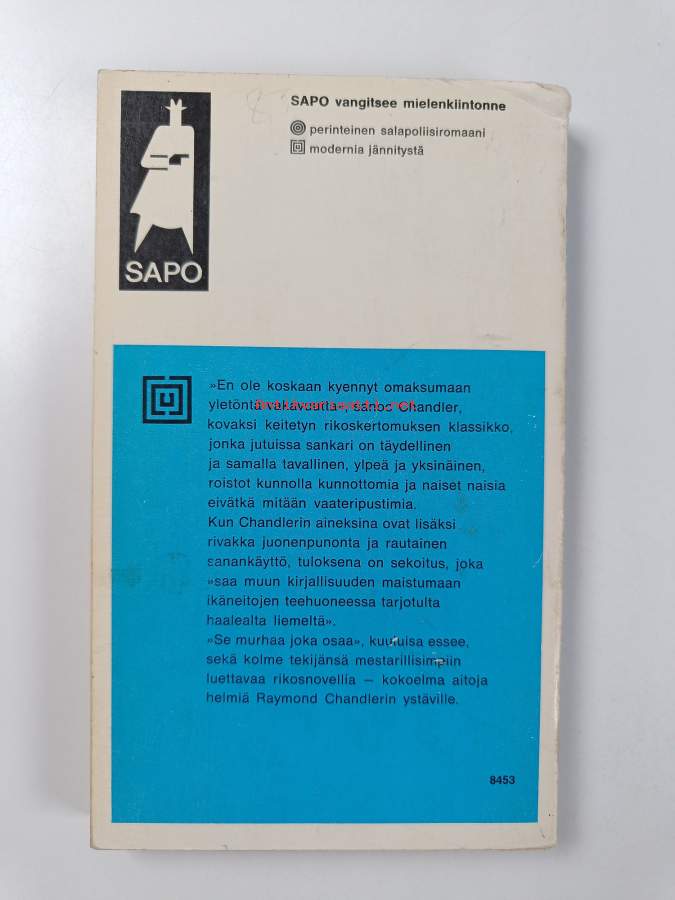 SAPO vangitsee mielenkiintonne
perinteinen salapoliisiromaani
modernia jännitystä
SAPO
»En ole koskaan kyennyt omaksumaan
yletöntä vakavuutta» sanoo Chandler,
kovaksi keitetyn rikoskertomuksen klassikko,
jonka jutuissa sankari on täydellinen
ja samalla tavallinen, ylpeä ja yksinäinen,
roistot kunnolla kunnottomia ja naiset naisia
eivätkä mitään vaateripustimia.
Kun Chandlerin aineksina ovat lisäksi
rivakka juonenpunonta ja rautainen
sanankäyttö, tuloksena on sekoitus, joka
»saa muun kirjallisuuden maistumaan
ikäneitojen teehuoneessa tarjotulta
haalealta liemeltä».
»Se murhaa joka osaa», kuuluisa essee,
sekä kolme tekijänsä mestarillisimpiin
luettavaa rikosnovellia — kokoelma aitoja
helmiä Raymond Chandlerin ystäville.
8453